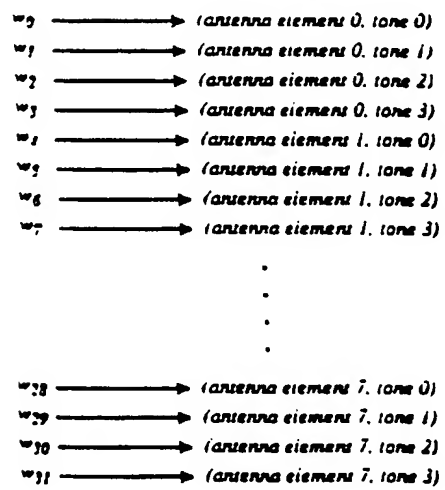 w0 → (antenna element 0, tone 0)
w1 → (antenna element 0, tone 1)
w2 → (antenna element 0, tone 2)
w3 → (antenna element 0, tone 3)
w4 → (antenna element 1, tone 0)
w5 → (antenna element 1, tone 1)
w6 → (antenna element 1, tone 2)
w7 → (antenna element 1, tone 3)
w28 → (antenna element 7, tone 0)
w29 → (antenna element 7, tone 1)
w30 → (antenna element 7, tone 2)
w31 → (antenna element 7, tone 3)